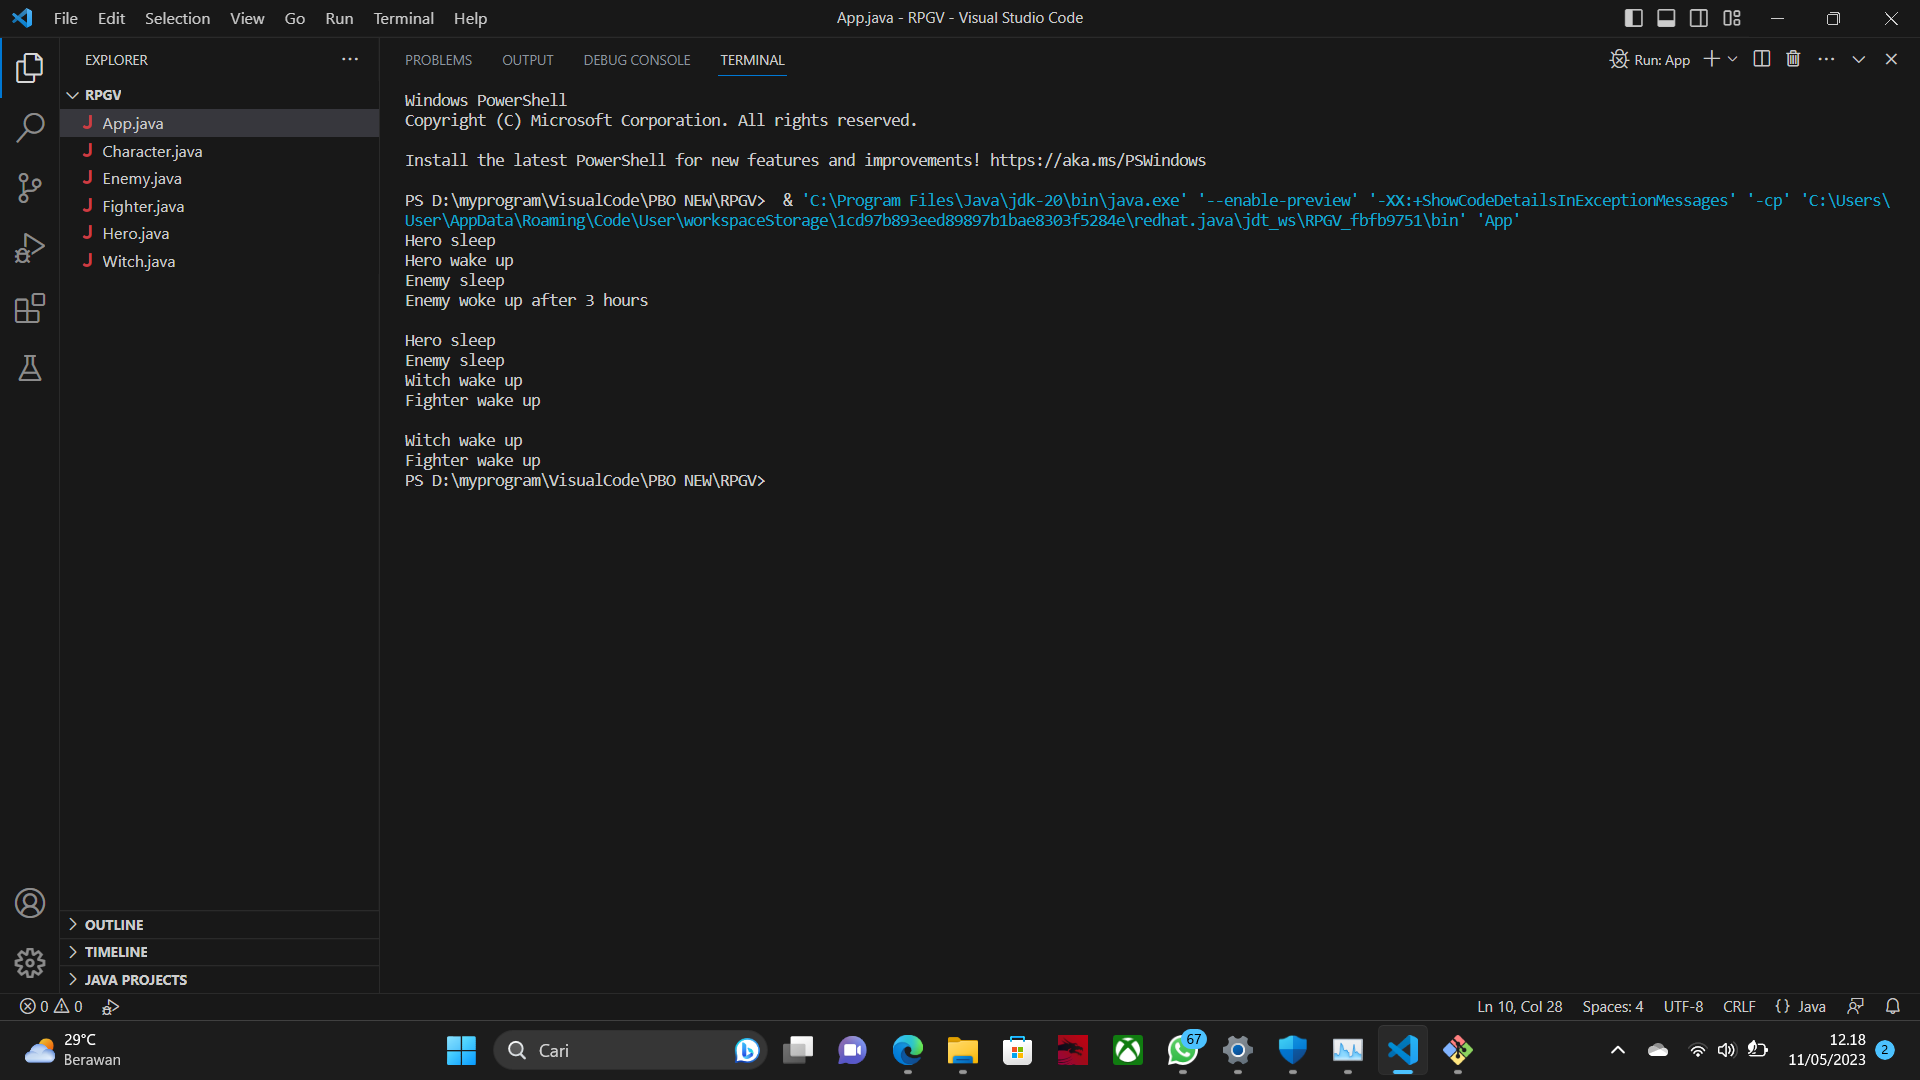 File Edit Selection View Go Run Terminal Help
App.java - RPGV - Visual Studio Code
EXPLORER
RPGV
App.java
Character.java
Enemy.java
Fighter.java
Hero.java
Witch.java
OUTLINE
TIMELINE
JAVA PROJECTS
PROBLEMS OUTPUT DEBUG CONSOLE TERMINAL
Run: App
Windows PowerShell
Copyright (C) Microsoft Corporation. All rights reserved.
Install the latest PowerShell for new features and improvements! https://aka.ms/PSWindows
PS D:\myprogram\VisualCode\PBO NEW\RPGV>  & 'C:\Program Files\Java\jdk-20\bin\java.exe' '--enable-preview' '-XX:+ShowCodeDetailsInExceptionMessages' '-cp' 'C:\Users\
User\AppData\Roaming\Code\User\workspaceStorage\1cd97b893eed89897b1bae8303f5284e\redhat.java\jdt_ws\RPGV_fbfb9751\bin' 'App'
Hero sleep
Hero wake up
Enemy sleep
Enemy woke up after 3 hours
Hero sleep
Enemy sleep
Witch wake up
Fighter wake up
Witch wake up
Fighter wake up
PS D:\myprogram\VisualCode\PBO NEW\RPGV>
0 0
Ln 10, Col 28 Spaces: 4 UTF-8 CRLF {} Java
29°C
Berawan
Cari
67
12.18
11/05/2023
2